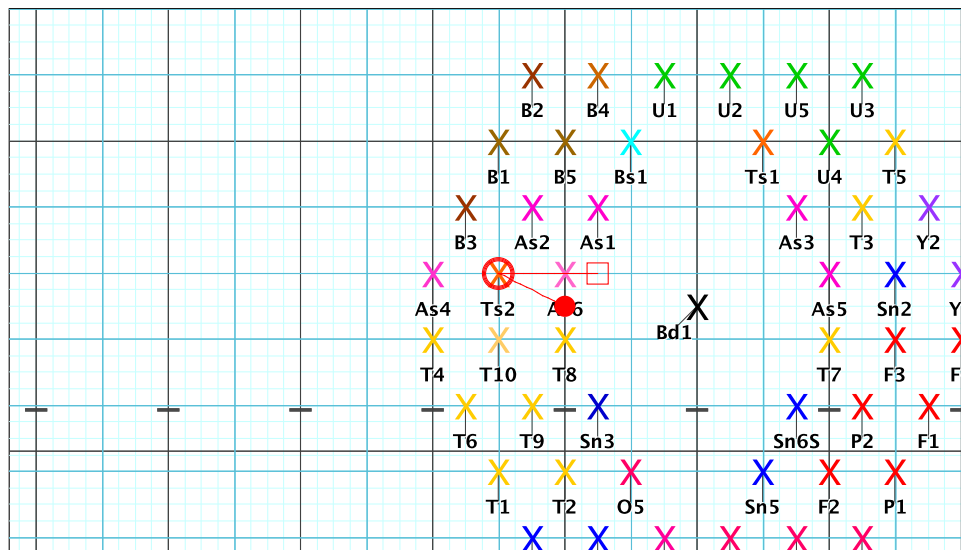 B2 B4 U1 U2 U5 U3
B1 B5 Bs1 Ts1 U4 T5
B3 As2 As1 As3 T3 Y2
As4 Ts2 As5 Sn2
Bd1
T4 T10 T8 T7 F3
T6 T9 Sn3 Sn6S P2 F1
T1 T2 O5 Sn5 F2 P1